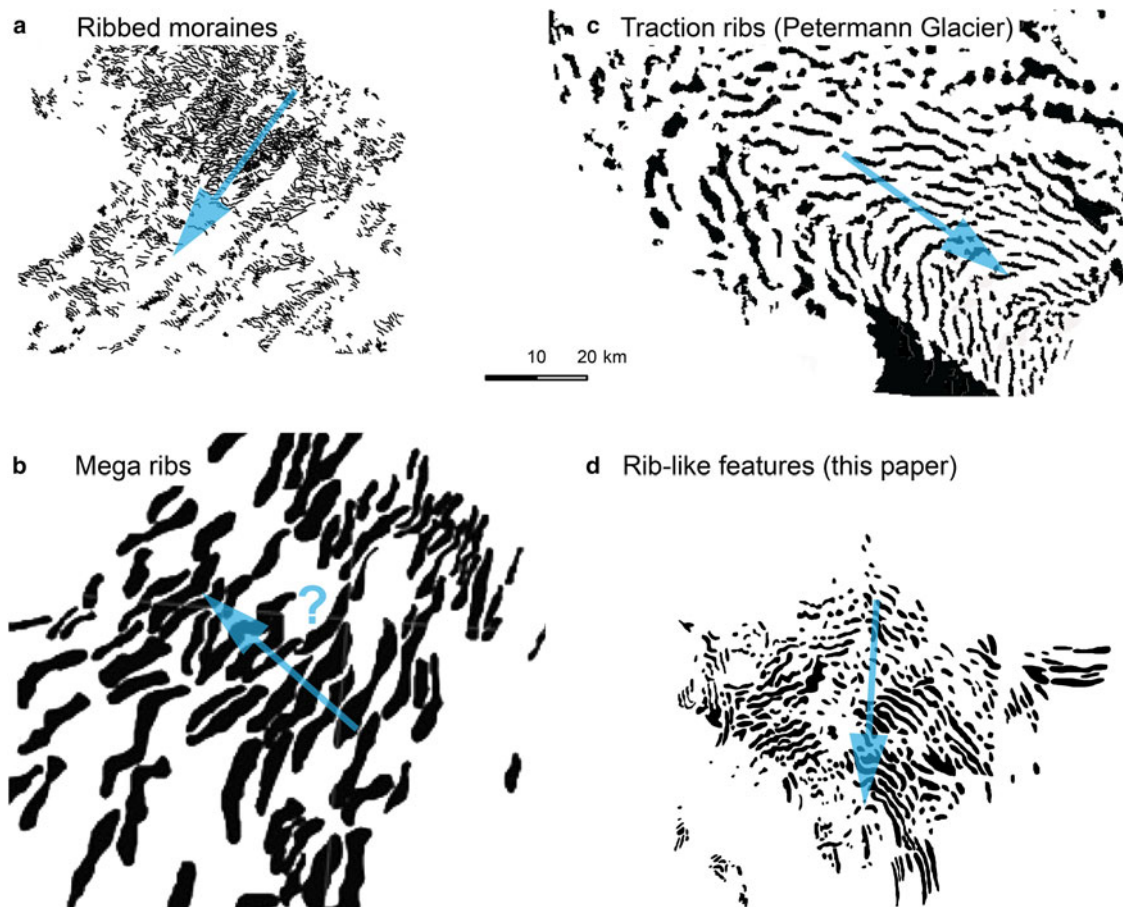 a Ribbed moraines
c Traction ribs (Petermann Glacier)
10 20 km
b Mega ribs
?
d Rib-like features (this paper)